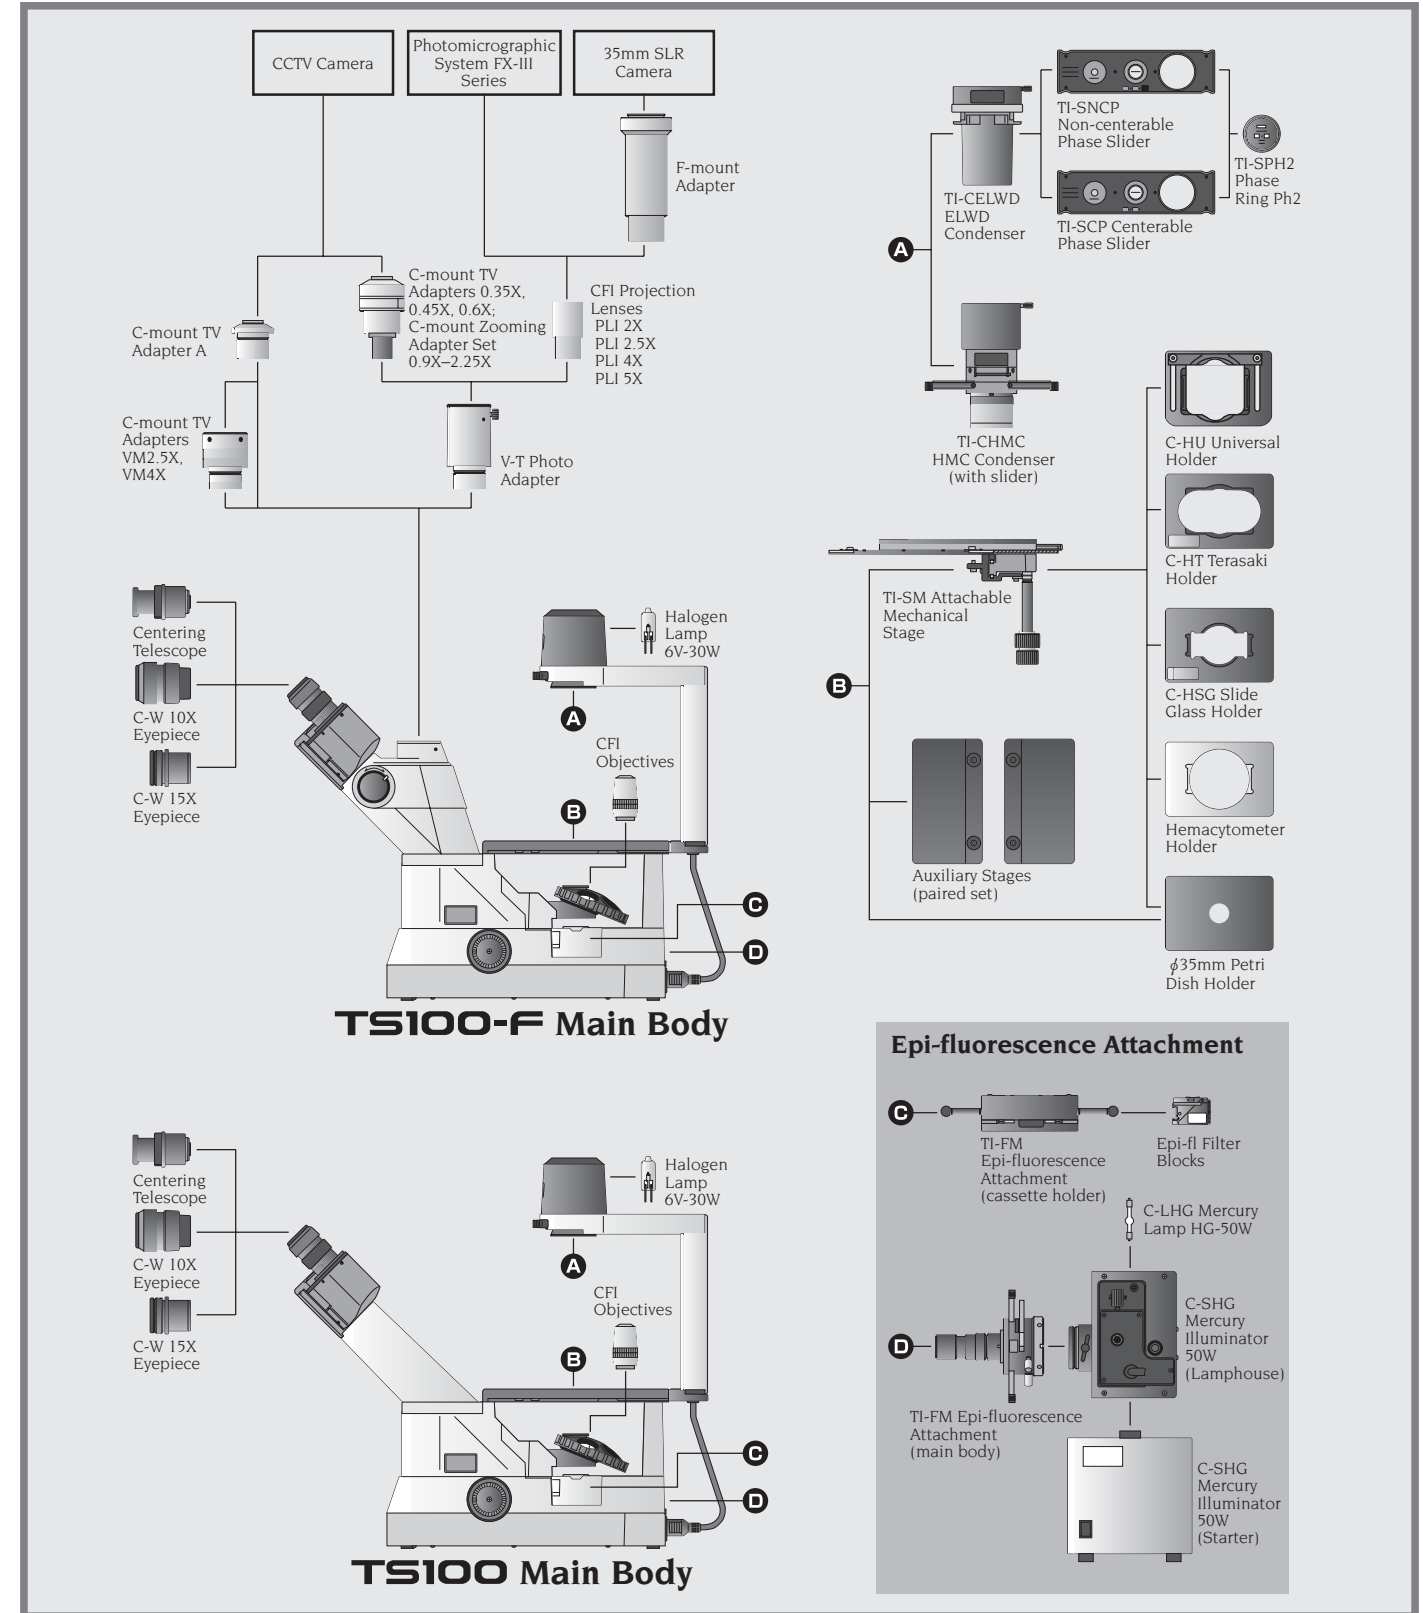 CCTV Camera
Photomicrographic
System FX-III
Series
35mm SLR
Camera
F-mount
Adapter
C-mount TV
Adapter A
C-mount TV
Adapters 0.35X,
0.45X, 0.6X;
C-mount Zooming
Adapter Set
0.9X–2.25X
CFI Projection
Lenses
PLI 2X
PLI 2.5X
PLI 4X
PLI 5X
C-mount TV
Adapters
VM2.5X,
VM4X
V-T Photo
Adapter
Centering
Telescope
C-W 10X
Eyepiece
C-W 15X
Eyepiece
Halogen
Lamp
6V-30W
A
CFI
Objectives
B
C
D
TS100-F Main Body
Centering
Telescope
C-W 10X
Eyepiece
C-W 15X
Eyepiece
Halogen
Lamp
6V-30W
A
CFI
Objectives
B
C
D
TS100 Main Body
A
TI-CELWD
ELWD
Condenser
TI-SNCP
Non-centerable
Phase Slider
TI-SCP Centerable
Phase Slider
TI-SPH2
Phase
Ring Ph2
TI-CHMC
HMC Condenser
(with slider)
B
TI-SM Attachable
Mechanical
Stage
Auxiliary Stages
(paired set)
C-HU Universal
Holder
C-HT Terasaki
Holder
C-HSG Slide
Glass Holder
Hemacytometer
Holder
ϕ35mm Petri
Dish Holder
Epi-fluorescence Attachment
C
TI-FM
Epi-fluorescence
Attachment
(cassette holder)
Epi-fl Filter
Blocks
C-LHG Mercury
Lamp HG-50W
D
TI-FM Epi-fluorescence
Attachment
(main body)
C-SHG
Mercury
Illuminator
50W
(Lamphouse)
C-SHG
Mercury
Illuminator
50W
(Starter)